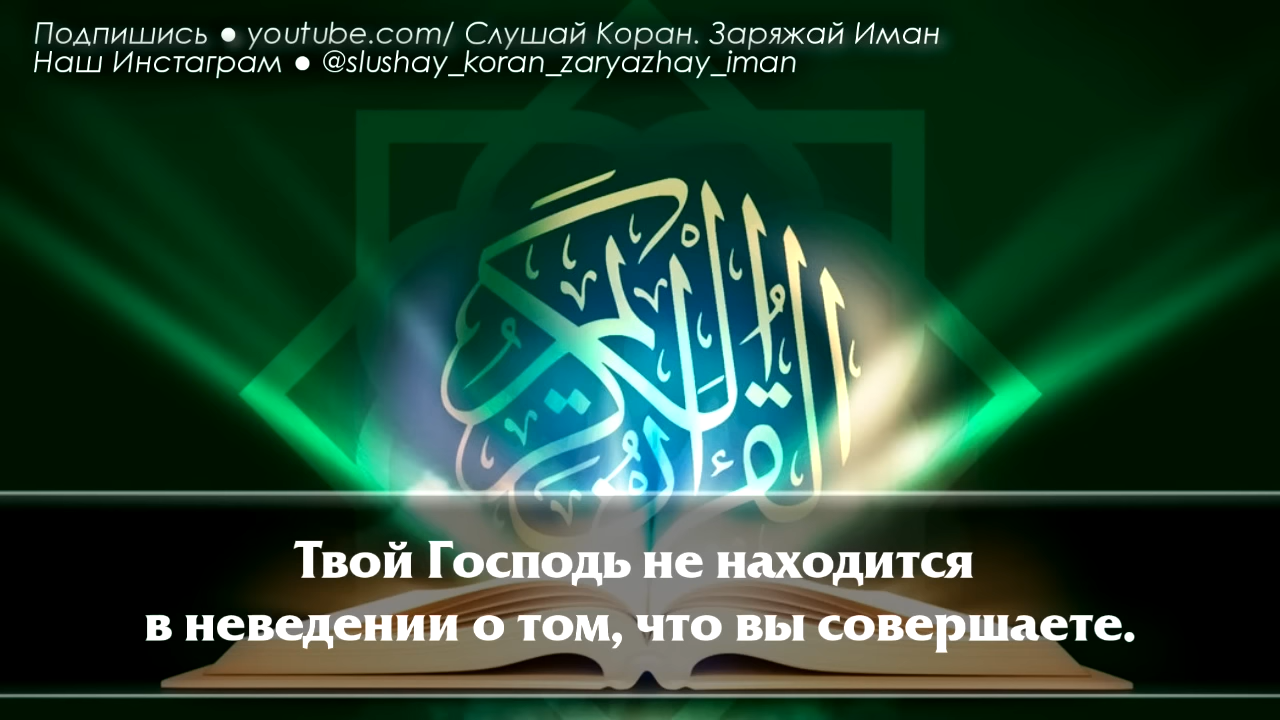 Подпишись ● youtube.com/ Слушай Коран. Заряжай Иман
Наш Инстаграм ● @slushay_koran_zaryazhay_iman
القرآن الكريم
Твой Господь не находится
в неведении о том, что вы совершаете.